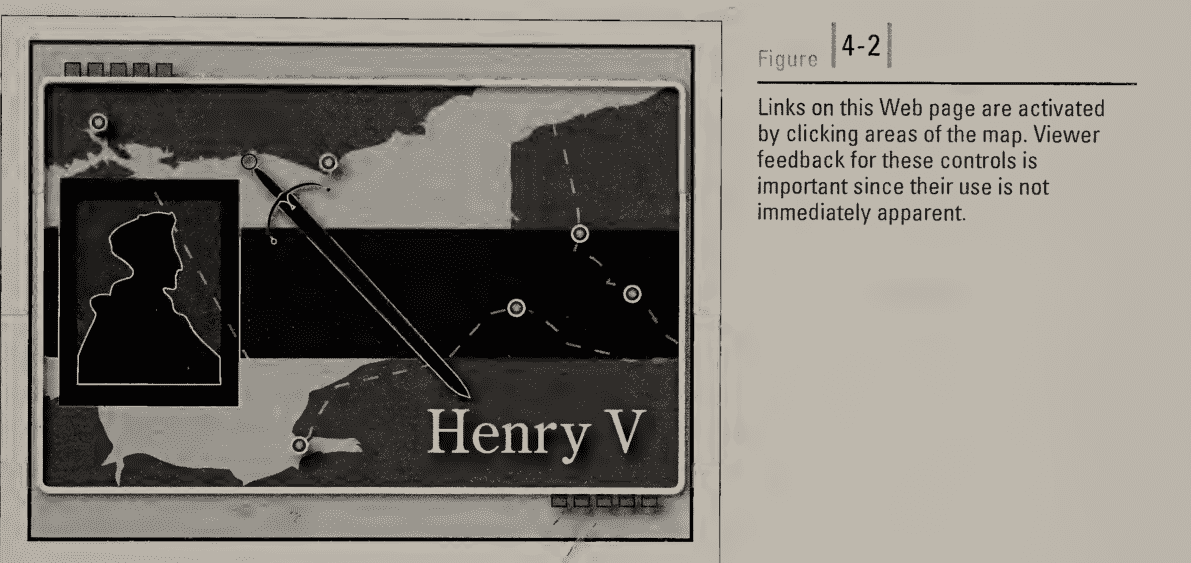 Henry V
Figure 4-2
Links on this Web page are activated
by clicking areas of the map. Viewer
feedback for these controls is
important since their use is not
immediately apparent.